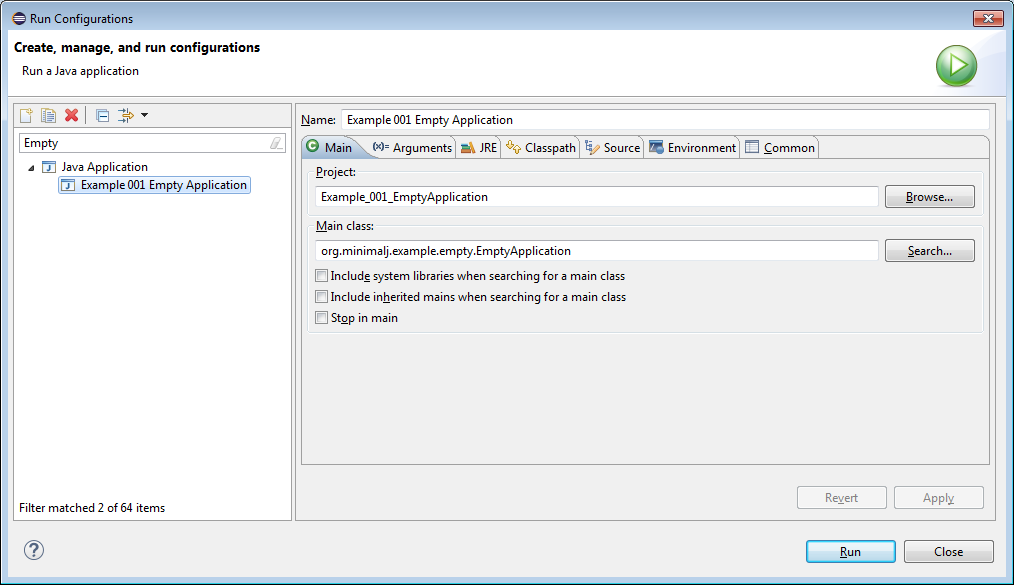 Run Configurations
Create, manage, and run configurations
Run a Java application
Empty
Java Application
Example 001 Empty Application
Filter matched 2 of 64 items
Name: Example 001 Empty Application
Main (x)= Arguments JRE Classpath Source Environment Common
Project:
Example_001_EmptyApplication Browse...
Main class:
org.minimalj.example.empty.EmptyApplication Search...
Include system libraries when searching for a main class
Include inherited mains when searching for a main class
Stop in main
Revert Apply
? Run Close